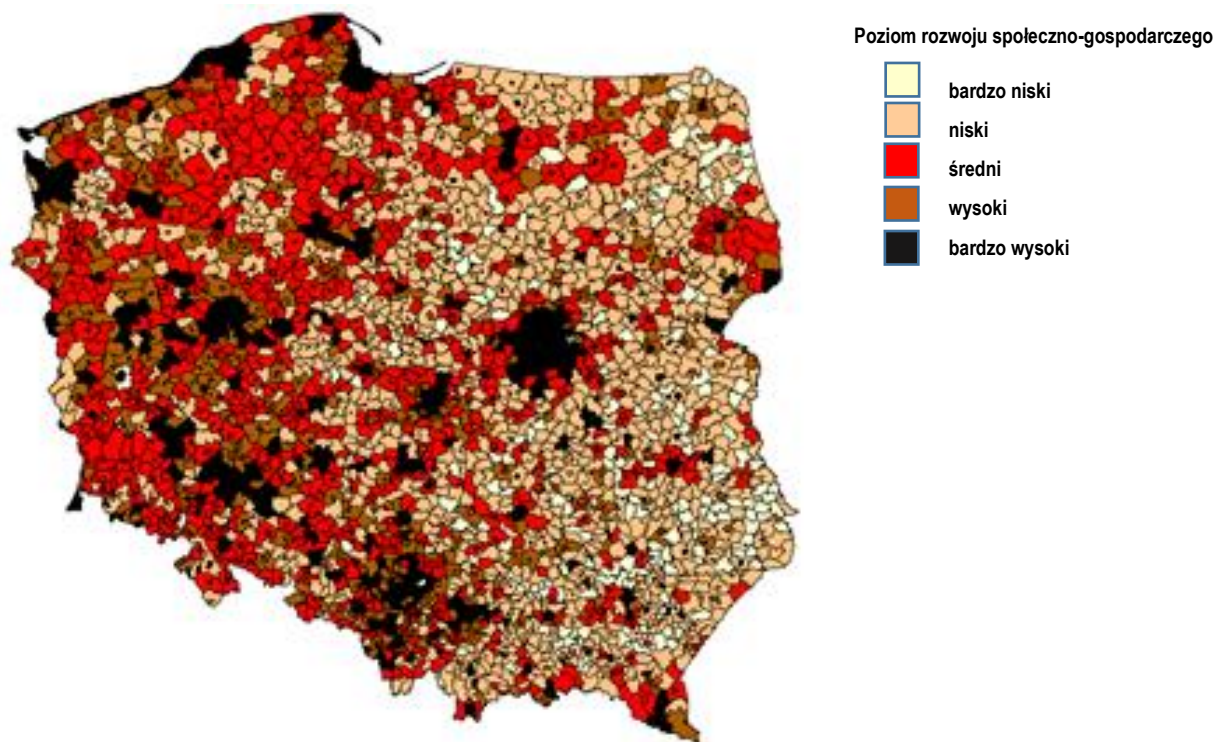 Poziom rozwoju społeczno-gospodarczego
bardzo niski
niski
średni
wysoki
bardzo wysoki